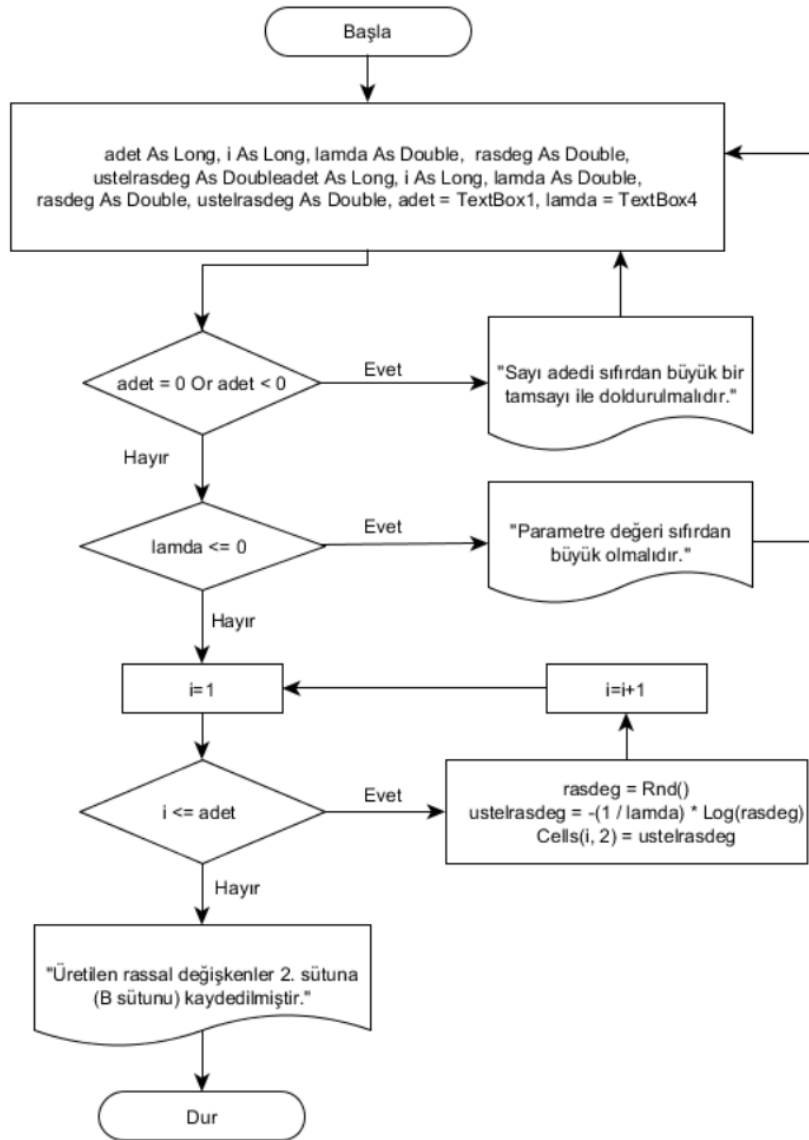 Başla
adet As Long, i As Long, lamda As Double, rasdeg As Double,
ustelrasdeg As Doubleadet As Long, i As Long, lamda As Double,
rasdeg As Double, ustelrasdeg As Double, adet = TextBox1, lamda = TextBox4
adet = 0 Or adet < 0
Evet
"Sayı adedi sıfırdan büyük bir
tamsayı ile doldurulmalıdır."
Hayır
lamda <= 0
Evet
"Parametre değeri sıfırdan
büyük olmalıdır."
Hayır
i=1
i=i+1
i <= adet
Evet
rasdeg = Rnd()
ustelrasdeg = -(1 / lamda) * Log(rasdeg)
Cells(i, 2) = ustelrasdeg
Hayır
"Üretilen rassal değişkenler 2. sütuna
(B sütunu) kaydedilmiştir."
Dur